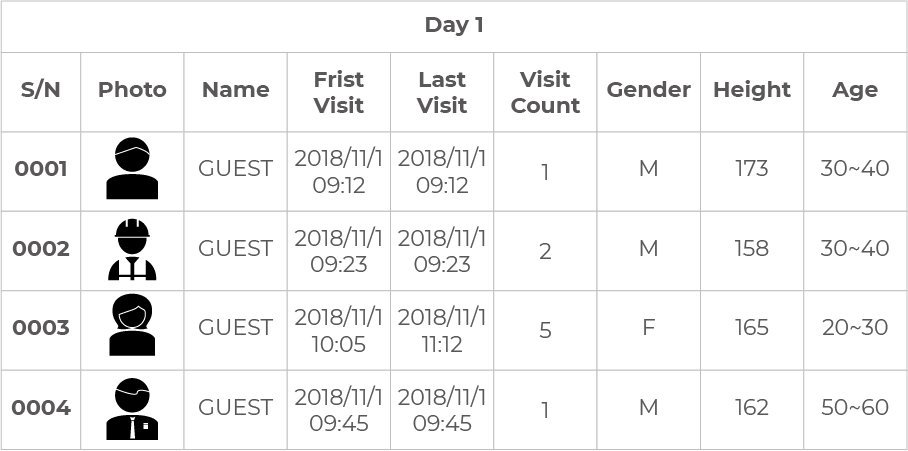 Day 1
S/N Photo Name Frist Visit Last Visit Visit Count Gender Height Age
0001 GUEST 2018/11/1 09:12 2018/11/1 09:12 1 M 173 30~40
0002 GUEST 2018/11/1 09:23 2018/11/1 09:23 2 M 158 30~40
0003 GUEST 2018/11/1 10:05 2018/11/1 11:12 5 F 165 20~30
0004 GUEST 2018/11/1 09:45 2018/11/1 09:45 1 M 162 50~60